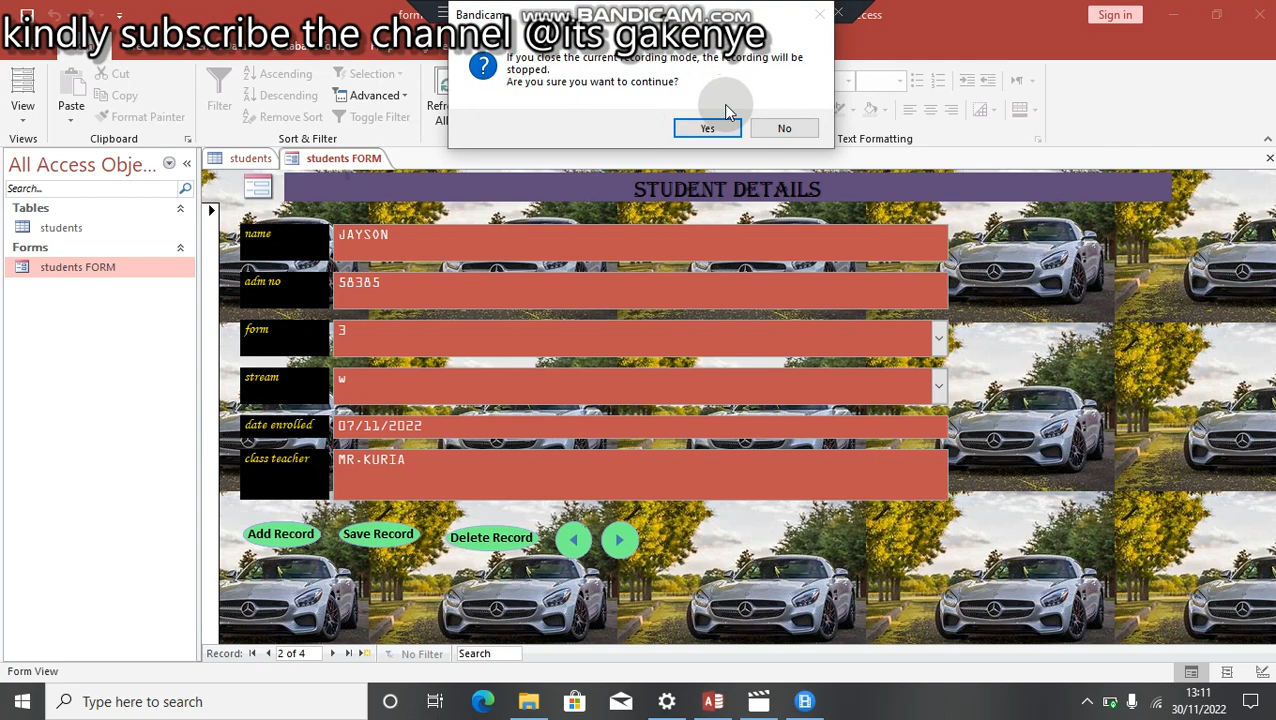 Bandicam
www.BANDICAM.com
form
ccess
Sign in
kindly subscribe the channel @its gakenye
If you close the current recording mode, the recording will be
stopped.
Are you sure you want to continue?
Yes
No
View
Views
Paste
Cut
Copy
Format Painter
Clipboard
Filter
Ascending
Descending
Remove Sort
Selection
Advanced
Toggle Filter
Sort & Filter
Refre
All
Text Formatting
All Access Obje...
Search...
Tables
students
Forms
students FORM
students
students FORM
STUDENT DETAILS
name
JAYSON
adm no
58385
form
3
stream
w
date enrolled
07/11/2022
class teacher
MR.KURIA
Add Record
Save Record
Delete Record
Record:
2 of 4
No Filter
Search
Form View
Type here to search
13:11
30/11/2022